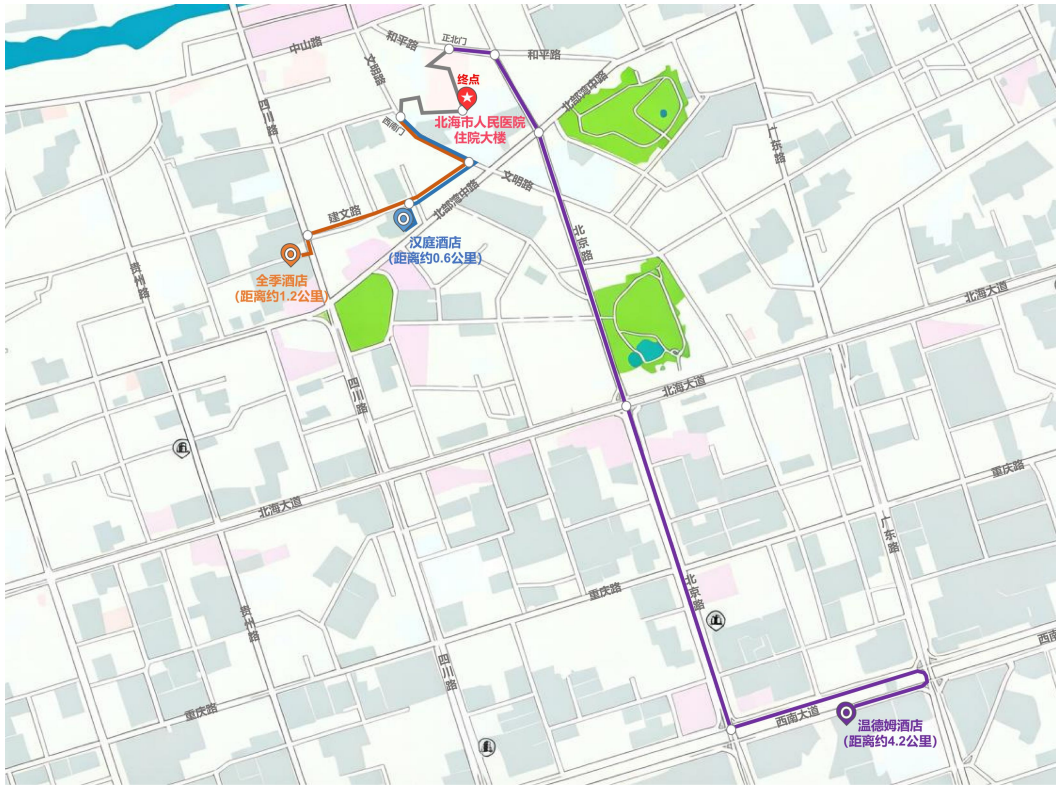 中山路
和平路
正北门
和平路
文明路
终点
北部湾中路
四川路
西南门
北海市人民医院
住院大楼
广东路
文明路
北部湾中路
建文路
北京路
汉庭酒店
(距离约0.6公里)
全季酒店
(距离约1.2公里)
贵州路
北海大道
四川路
北海大道
重庆路
北海大道
广东路
重庆路
北京路
贵州路
四川路
西南
重庆路
西南大道
温德姆酒店
(距离约4.2公里)